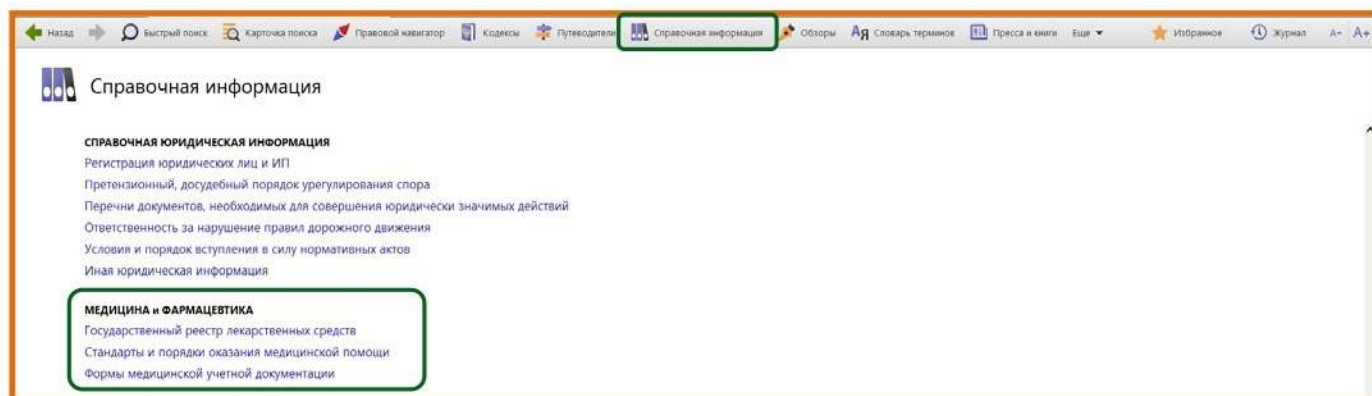 Назад Быстрый поиск Карточка поиска Правовой навигатор Кодексы Путеводители Справочная информация Обзоры Aя Словарь терминов Пресса и книги Еще Избранное Журнал A- A+
Справочная информация
СПРАВОЧНАЯ ЮРИДИЧЕСКАЯ ИНФОРМАЦИЯ
Регистрация юридических лиц и ИП
Претензионный, досудебный порядок урегулирования спора
Перечни документов, необходимых для совершения юридически значимых действий
Ответственность за нарушение правил дорожного движения
Условия и порядок вступления в силу нормативных актов
Иная юридическая информация
МЕДИЦИНА и ФАРМАЦЕВТИКА
Государственный реестр лекарственных средств
Стандарты и порядки оказания медицинской помощи
Формы медицинской учетной документации